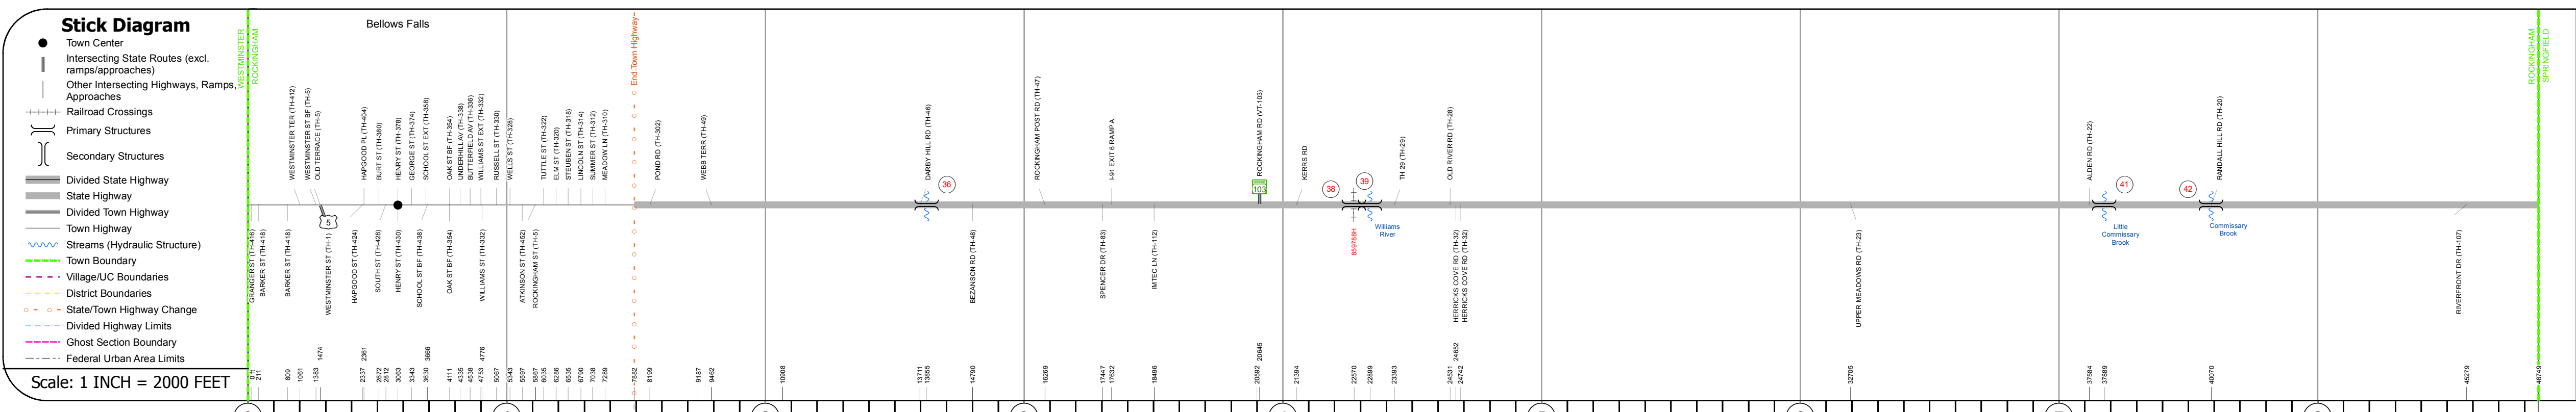 Stick Diagram
Town Center
Intersecting State Routes (excl.
ramps/approaches)
Other Intersecting Highways, Ramps,
Approaches
Railroad Crossings
Primary Structures
Secondary Structures
Divided State Highway
State Highway
Divided Town Highway
Town Highway
Streams (Hydraulic Structure)
Town Boundary
Village/UC Boundaries
District Boundaries
State/Town Highway Change
Divided Highway Limits
Ghost Section Boundary
Federal Urban Area Limits
Scale: 1 INCH = 2000 FEET
WESTMINSTER
ROCKINGHAM
Bellows Falls
End Town Highway
ROCKINGHAM
SPRINGFIELD
WESTMINSTER TER (TH-412)
WESTMINSTER ST BF (TH-5)
OLD TERRACE (TH-5)
HAPGOOD PL (TH-404)
BURT ST (TH-380)
HENRY ST (TH-378)
GEORGE ST (TH-374)
SCHOOL ST EXT (TH-358)
OAK ST BF (TH-354)
UNDERHILL AV (TH-338)
BUTTERFIELD AV (TH-336)
WILLIAMS ST EXT (TH-332)
RUSSELL ST (TH-330)
WELLS ST (TH-328)
TUTTLE ST (TH-322)
ELM ST (TH-320)
STEUBEN ST (TH-318)
LINCOLN ST (TH-314)
SUMMER ST (TH-312)
MEADOW LN (TH-310)
POND RD (TH-302)
WEBB TERR (TH-49)
DARBY HILL RD (TH-46)
ROCKINGHAM POST RD (TH-47)
I-91 EXIT 6 RAMP A
ROCKINGHAM RD (VT-103)
KERRS RD
TH 29 (TH-29)
OLD RIVER RD (TH-28)
ALDEN RD (TH-22)
RANDALL HILL RD (TH-20)
5
36
103
38
39
41
42
GRANGER ST (TH-416)
BARKER ST (TH-418)
BARKER ST (TH-418)
WESTMINSTER ST (TH-1)
HAPGOOD ST (TH-424)
SOUTH ST (TH-428)
HENRY ST (TH-430)
SCHOOL ST BF (TH-438)
OAK ST BF (TH-354)
WILLIAMS ST (TH-332)
ATKINSON ST (TH-452)
ROCKINGHAM ST (TH-5)
BEZANSON RD (TH-48)
SPENCER DR (TH-83)
IMTEC LN (TH-112)
859788H
Williams
River
HERRICKS COVE RD (TH-32)
HERRICKS COVE RD (TH-32)
UPPER MEADOWS RD (TH-23)
Little
Commissary
Brook
Commissary
Brook
RIVERFRONT DR (TH-107)
0 ft
211
809
1061
1383
1474
2337
2361
2672
2812
3063
3343
3630
3666
4111
4335
4538
4753
4776
5067
5343
5597
5867
6035
6286
6535
6790
7038
7289
7882
8199
9187
9462
10908
13711
13855
14790
16269
17447
17632
18496
20592
20645
21394
22570
22899
23393
24531
24652
24742
32705
37584
37889
40070
45279
46749